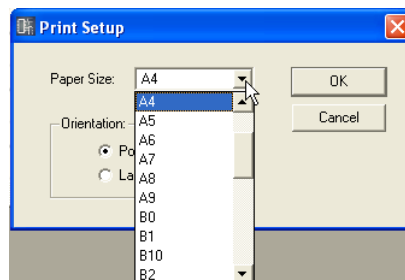 Print Setup
Paper Size: A4 OK
A4
A5 Cancel
Orientation:
A6
Po
A7
La
A8
A9
B0
B1
B10
B2